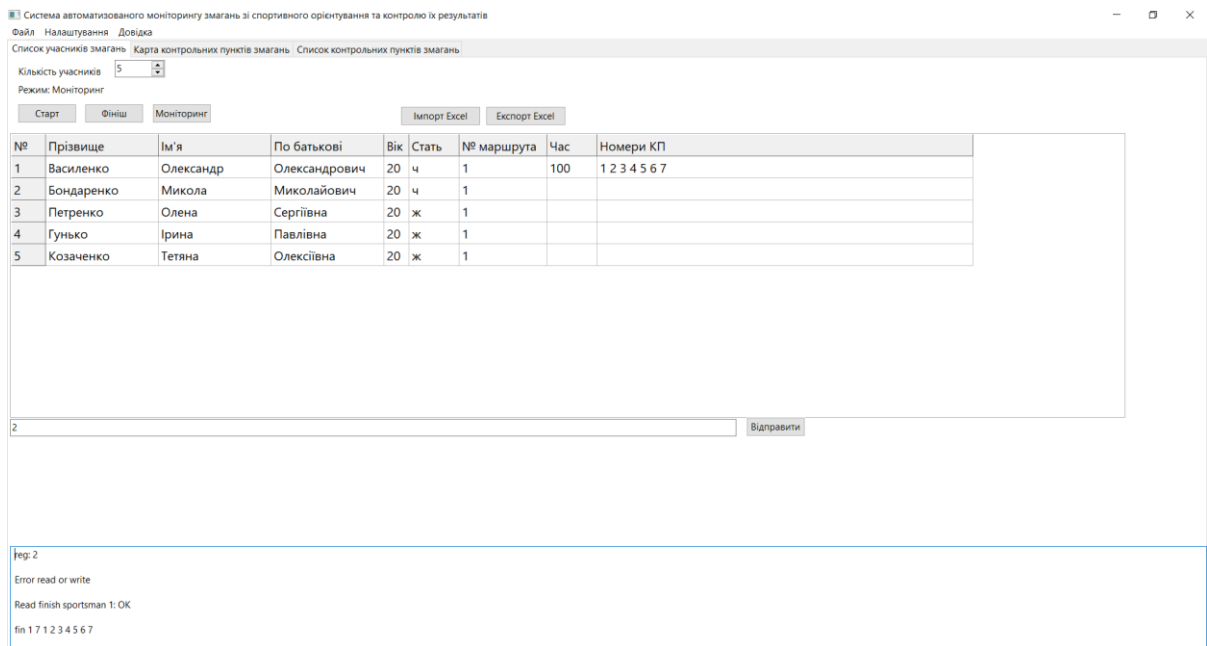 Система автоматизованого моніторингу змагань зі спортивного орієнтування та контролю їх результатів
Файл Налаштування Довідка
Список учасників змагань Карта контрольних пунктів змагань Список контрольних пунктів змагань
Кількість учасників 5
Режим: Моніторинг
Старт Фініш Моніторинг Імпорт Excel Експорт Excel
№ Прізвище Ім'я По батькові Вік Стать № маршрута Час Номери КП
1 Василенко Олександр Олександрович 20 ч 1 100 1 2 3 4 5 6 7
2 Бондаренко Микола Миколайович 20 ч 1
3 Петренко Олена Сергіївна 20 ж 1
4 Гунько Ірина Павлівна 20 ж 1
5 Козаченко Тетяна Олексіївна 20 ж 1
2 Відправити
reg: 2
Error read or write
Read finish sportsman 1: OK
fin 1 7 1 2 3 4 5 6 7